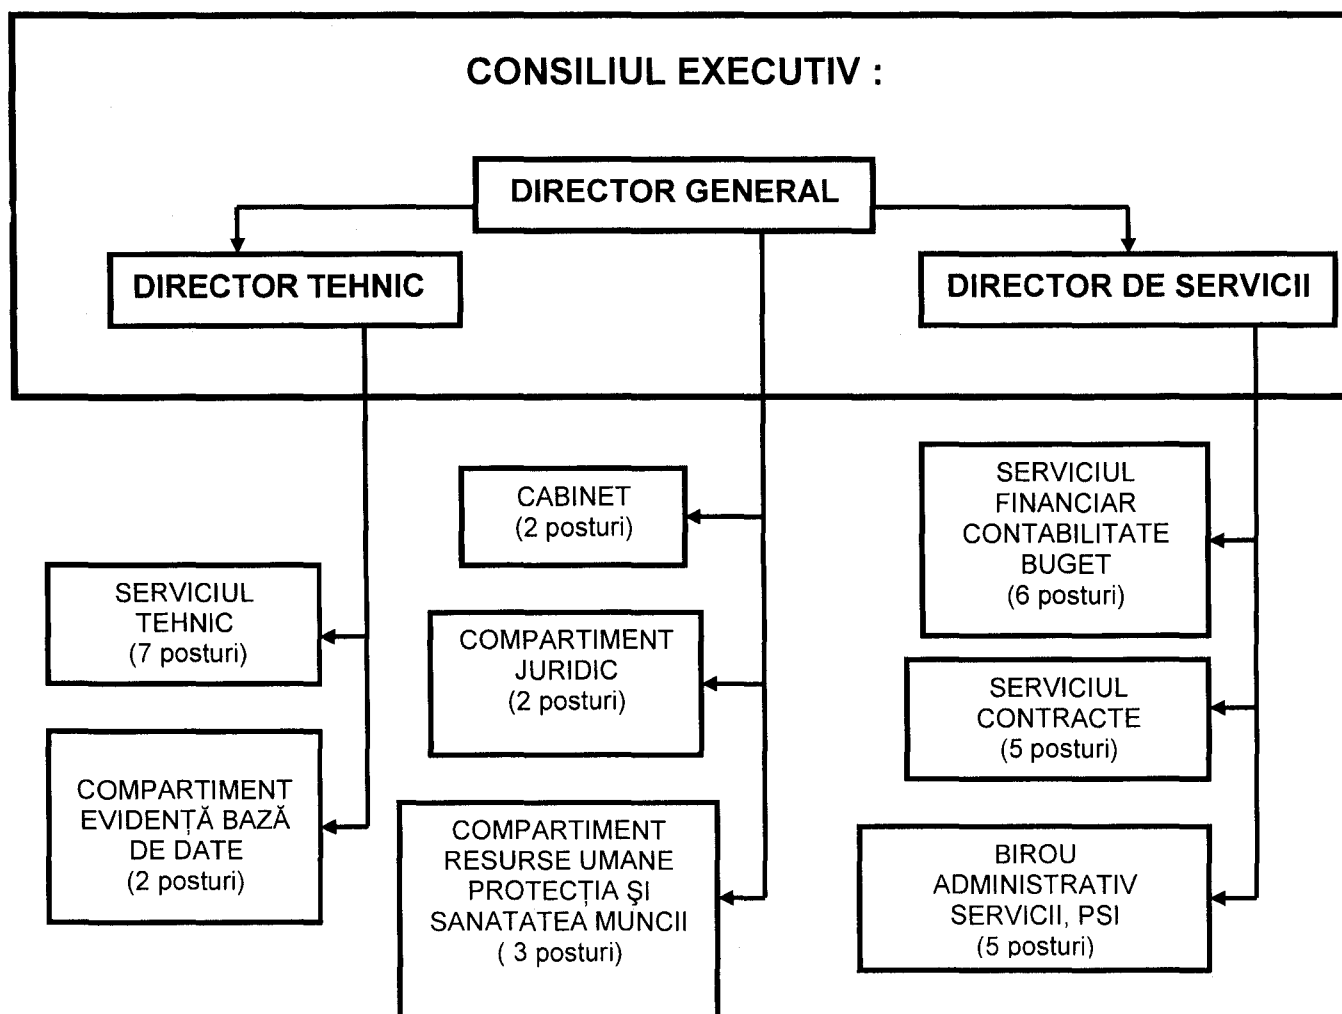 CONSILIUL EXECUTIV :
DIRECTOR GENERAL
DIRECTOR TEHNIC
DIRECTOR DE SERVICII
SERVICIUL
TEHNIC
(7 posturi)
COMPARTIMENT
EVIDENȚĂ BAZĂ
DE DATE
(2 posturi)
CABINET
(2 posturi)
COMPARTIMENT
JURIDIC
(2 posturi)
COMPARTIMENT
RESURSE UMANE
PROTECȚIA ŞI
SANATATEA MUNCII
( 3 posturi)
SERVICIUL
FINANCIAR
CONTABILITATE
BUGET
(6 posturi)
SERVICIUL
CONTRACTE
(5 posturi)
BIROU
ADMINISTRATIV
SERVICII, PSI
(5 posturi)